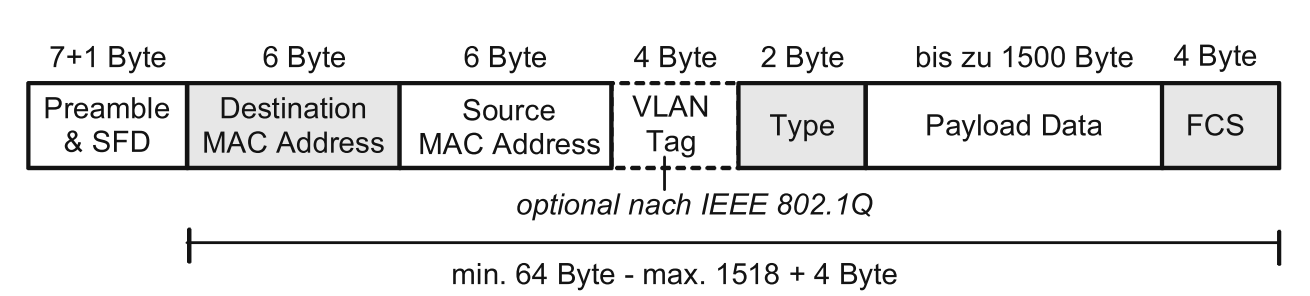 7+1 Byte 6 Byte 6 Byte 4 Byte 2 Byte bis zu 1500 Byte 4 Byte
Preamble & SFD Destination MAC Address Source MAC Address VLAN Tag Type Payload Data FCS
optional nach IEEE 802.1Q
min. 64 Byte - max. 1518 + 4 Byte